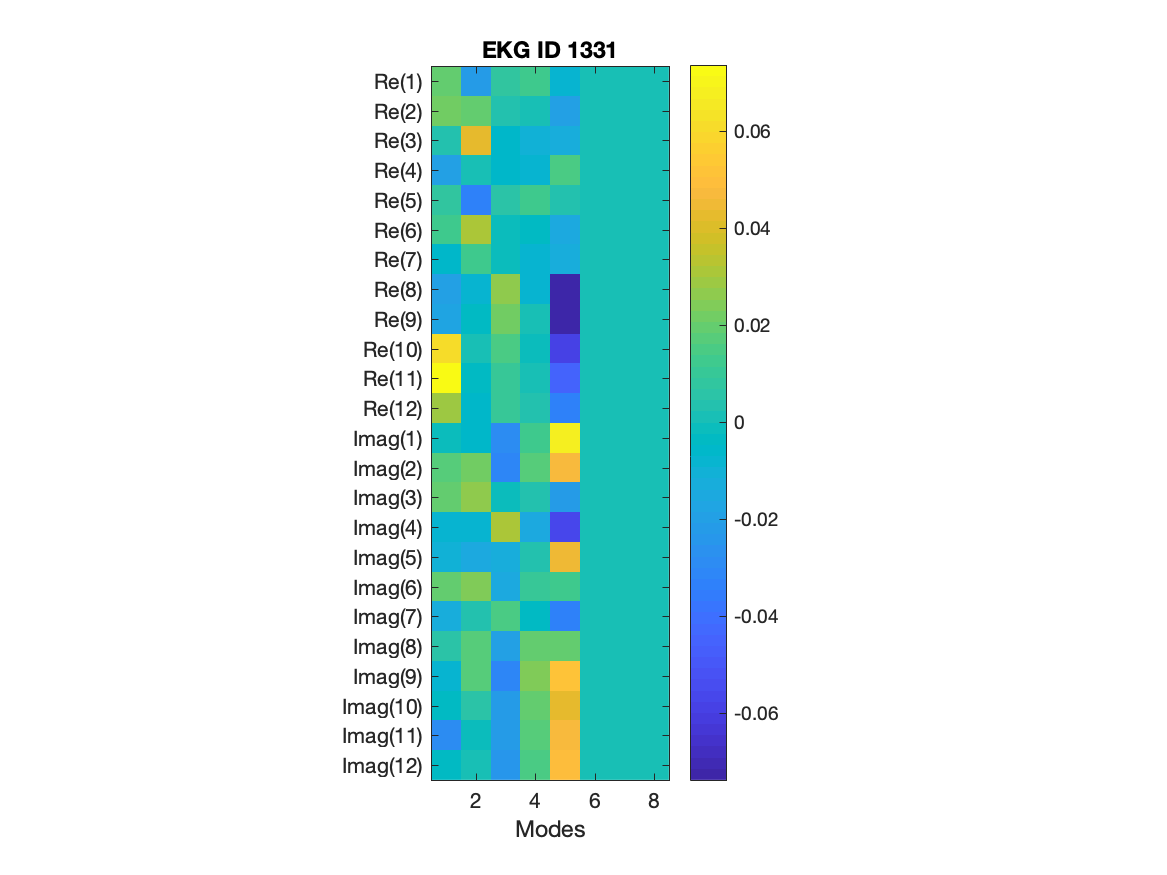 EKG ID 1331
Re(1)
Re(2)
Re(3)
Re(4)
Re(5)
Re(6)
Re(7)
Re(8)
Re(9)
Re(10)
Re(11)
Re(12)
Imag(1)
Imag(2)
Imag(3)
Imag(4)
Imag(5)
Imag(6)
Imag(7)
Imag(8)
Imag(9)
Imag(10)
Imag(11)
Imag(12)
0.06
0.04
0.02
0
-0.02
-0.04
-0.06
2 4 6 8
Modes